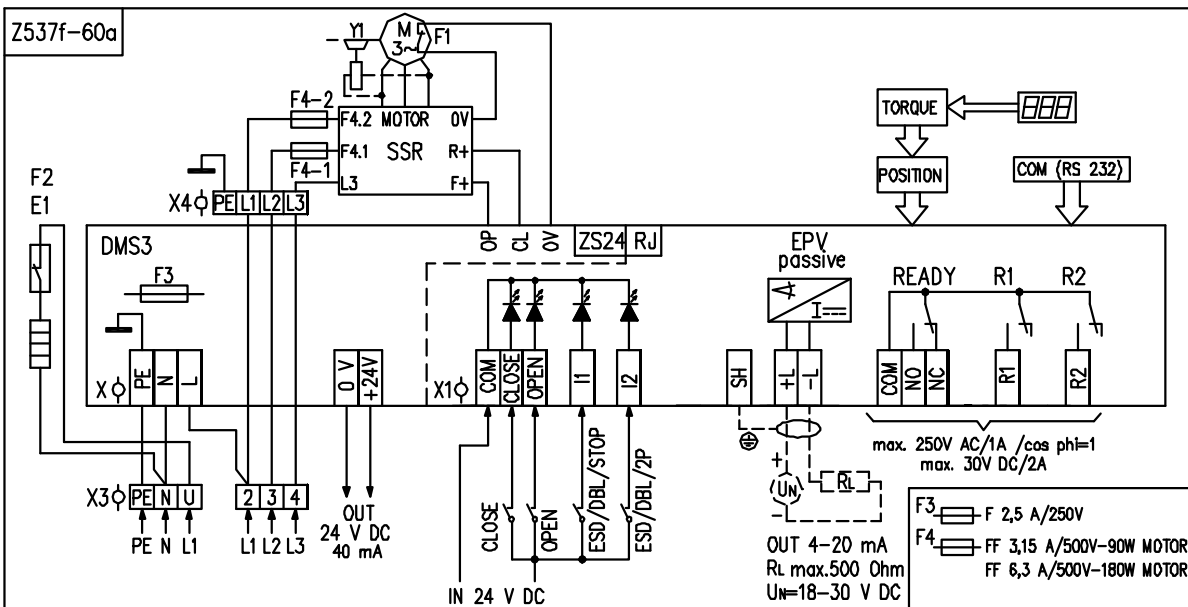 Z537f-60a
Y1
M
3~
F1
F4-2
F4.2 MOTOR 0V
SSR
F4.1
R+
F4-1
L3
F+
TORQUE
POSITION
COM (RS 232)
F2
E1
X4 PE L1 L2 L3
DMS3
F3
OP CL OV
ZS24 RJ
EPV
passive
READY R1 R2
I
X PE N L
0 V +24V
X1 COM CLOSE OPEN I1 I2
SH +L -L
COM NO NC R1 R2
max. 250V AC/1A /cos phi=1
max. 30V DC/2A
X3 PE N U
2 3 4
PE N L1
L1 L2 L3
OUT
24 V DC
40 mA
CLOSE
OPEN
ESD/DBL/STOP
ESD/DBL/2P
IN 24 V DC
+
UN
-
RL
OUT 4-20 mA
RL max.500 Ohm
UN=18-30 V DC
F3 F 2,5 A/250V
F4 FF 3,15 A/500V-90W MOTOR
FF 6,3 A/500V-180W MOTOR